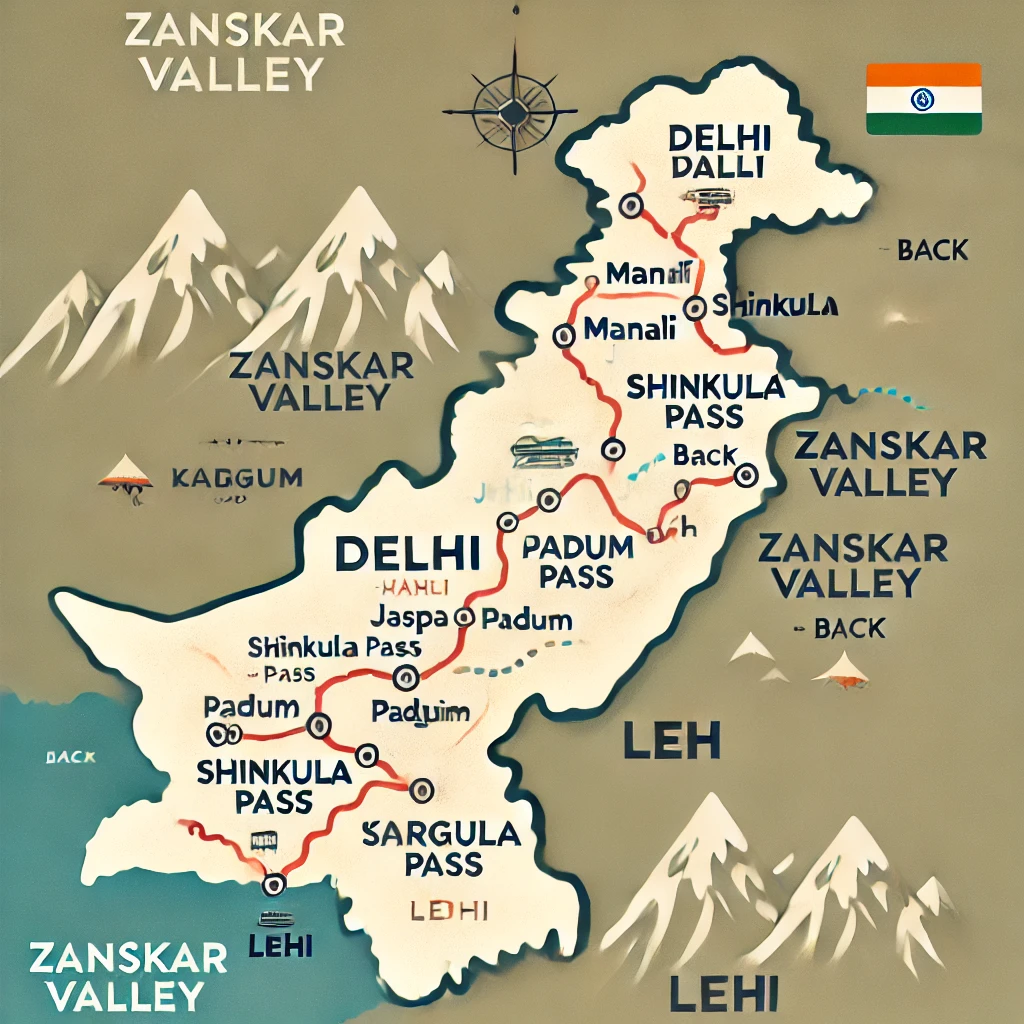 ZANSKAR
VALLEY
DELHI
DALLI
BACK
Manali
Shinkula
Manali
ZANSKAR
VALLEY
SHINKULA
PASS
ZANSKAR
VALLEY
Back
KADGUM
DELHI
PADUM
PASS
ZANSKAR
VALLEY
-HAHLI
Jaspa Padum
- BACK
Shinkula Pass
- PASS
Padum
LEH
BACK
SHINKULA
PASS
SARGULA
PASS
LEHI
LEHI
ZANSKAR
VALLEY
LEHI